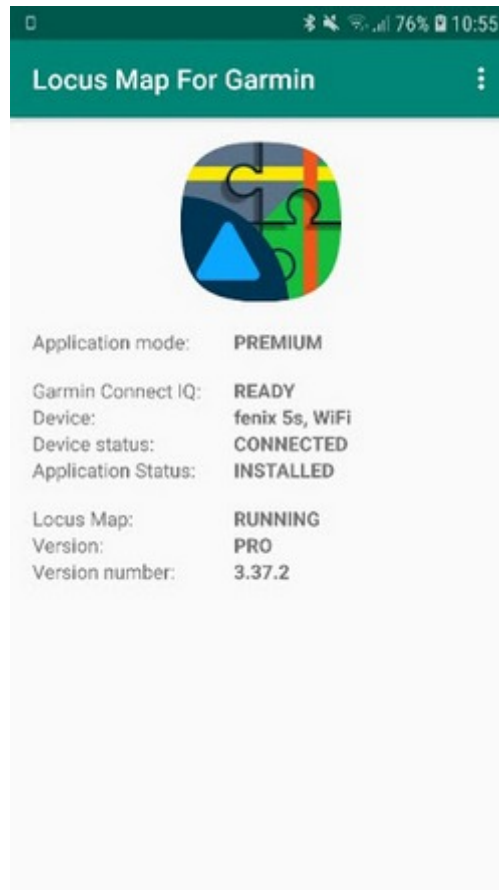 76% 10:55
Locus Map For Garmin
Application mode: PREMIUM
Garmin Connect IQ: READY
Device: fenix 5s, WiFi
Device status: CONNECTED
Application Status: INSTALLED
Locus Map: RUNNING
Version: PRO
Version number: 3.37.2